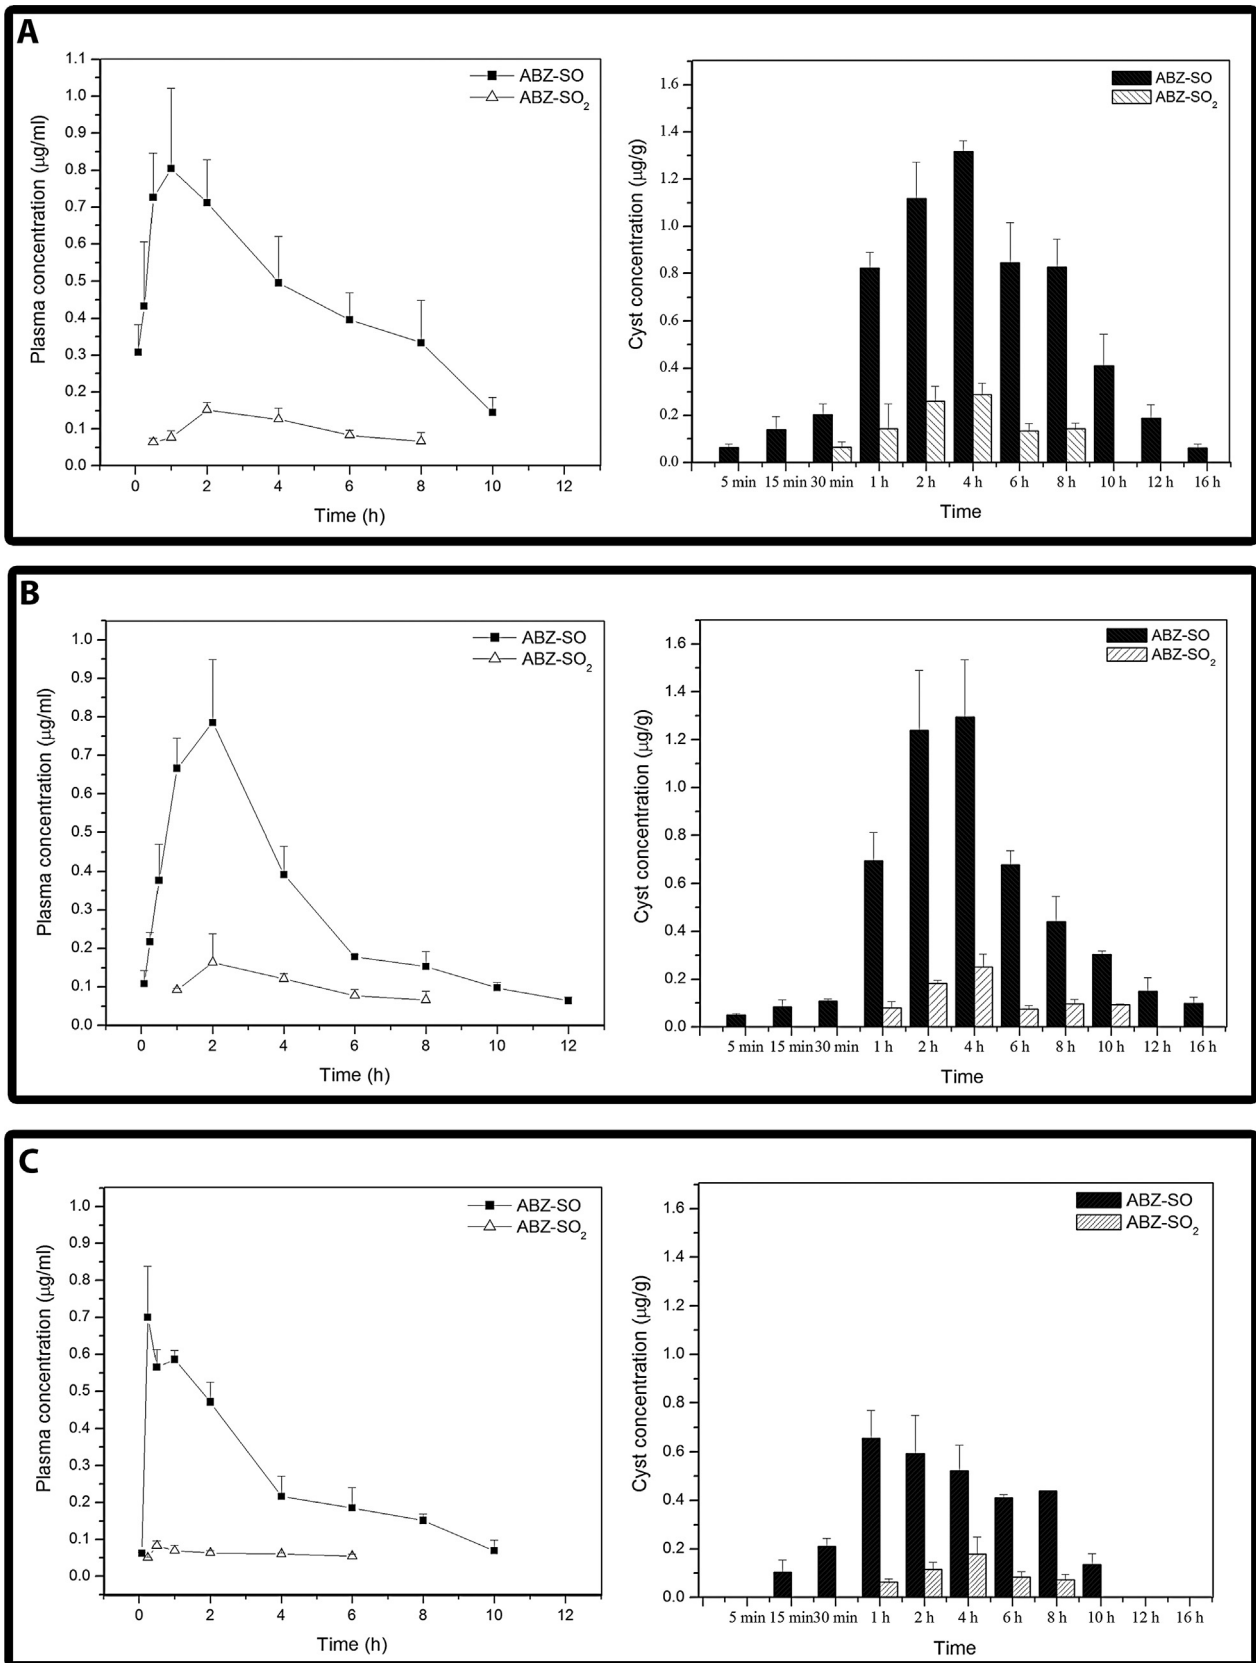 A
1.1
1.0
0.9
0.8
0.7
0.6
0.5
0.4
0.3
0.2
0.1
0.0
Plasma concentration (μg/ml)
ABZ-SO
ABZ-SO2
0 2 4 6 8 10 12
Time (h)
1.6
1.4
1.2
1.0
0.8
0.6
0.4
0.2
0.0
Cyst concentration (μg/g)
ABZ-SO
ABZ-SO2
5 min 15 min 30 min 1 h 2 h 4 h 6 h 8 h 10 h 12 h 16 h
Time
B
1.0
0.9
0.8
0.7
0.6
0.5
0.4
0.3
0.2
0.1
0.0
Plasma concentration (μg/ml)
ABZ-SO
ABZ-SO2
0 2 4 6 8 10 12
Time (h)
1.6
1.4
1.2
1.0
0.8
0.6
0.4
0.2
0.0
Cyst concentration (μg/g)
ABZ-SO
ABZ-SO2
5 min 15 min 30 min 1 h 2 h 4 h 6 h 8 h 10 h 12 h 16 h
Time
C
1.0
0.9
0.8
0.7
0.6
0.5
0.4
0.3
0.2
0.1
0.0
Plasma concentration (μg/ml)
ABZ-SO
ABZ-SO2
0 2 4 6 8 10 12
Time (h)
1.6
1.4
1.2
1.0
0.8
0.6
0.4
0.2
0.0
Cyst concentration (μg/g)
ABZ-SO
ABZ-SO2
5 min 15 min 30 min 1 h 2 h 4 h 6 h 8 h 10 h 12 h 16 h
Time